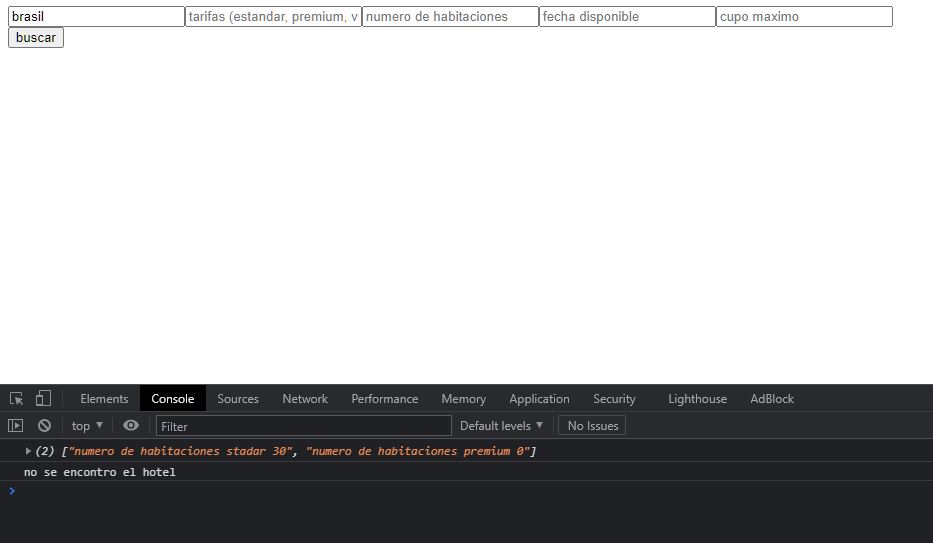 brasil tarifas (estandar, premium, v numero de habitaciones fecha disponible cupo maximo
buscar
Elements Console Sources Network Performance Memory Application Security Lighthouse AdBlock
top ▼ Filter Default levels ▼ No Issues
▶ (2) ["numero de habitaciones stadar 30", "numero de habitaciones premium 0"]
no se encontro el hotel
>